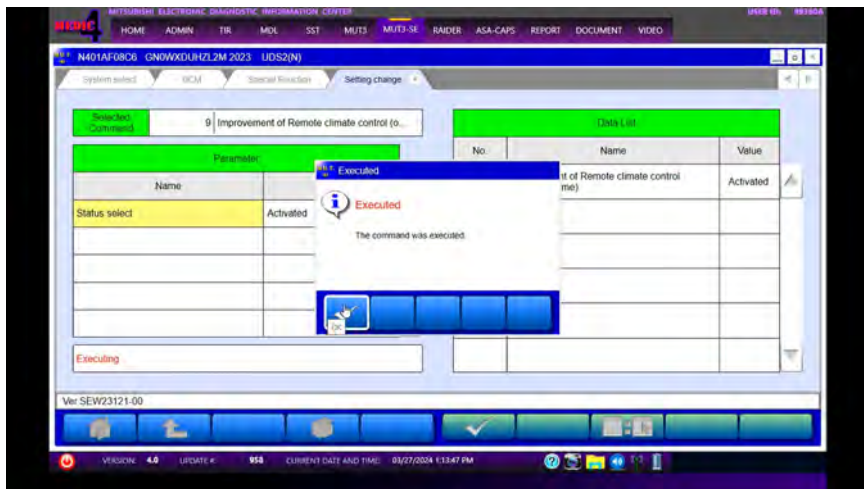 MITSUBISHI ELECTRONIC DIAGNOSTIC INFORMATION CENTER
MEDIC 4
HOME ADMIN TIR MDL SST MUT3 MUT3-SE RAIDER ASA-CAPS REPORT DOCUMENT VIDEO
N401AF08C6 GN0WXDUHZL2M 2023 UDS2(N)
System select Special Function Setting change
Selected Command
9 Improvement of Remote climate control (o...
Data List
Parameter
No. Name Value
Name
Executed
nt of Remote climate control
me)
Activated
Status select Activated
Executed
The command was executed.
OK
Executing
Ver.SEW23121-00
VERSION: 4.0 UPDATE #: 958 CURRENT DATE AND TIME: 03/27/2024 1:13:47 PM